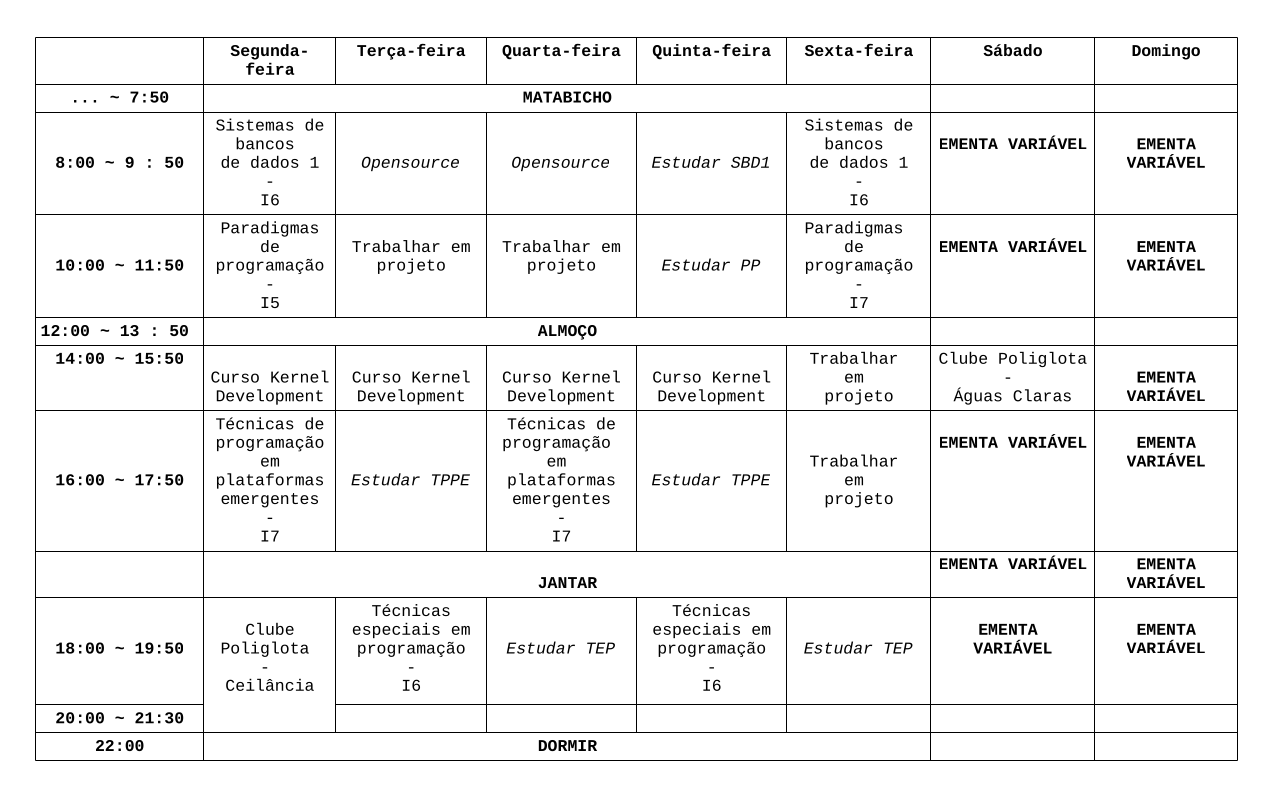 Segunda-feira Terça-feira Quarta-feira Quinta-feira Sexta-feira Sábado Domingo
... ~ 7:50 MATABICHO
8:00 ~ 9 : 50
Sistemas de
bancos
de dados 1
-
I6
Opensource
Opensource
Estudar SBD1
Sistemas de
bancos
de dados 1
-
I6
EMENTA VARIÁVEL
EMENTA
VARIÁVEL
10:00 ~ 11:50
Paradigmas
de
programação
-
I5
Trabalhar em
projeto
Trabalhar em
projeto
Estudar PP
Paradigmas
de
programação
-
I7
EMENTA VARIÁVEL
EMENTA
VARIÁVEL
12:00 ~ 13 : 50 ALMOÇO
14:00 ~ 15:50
Curso Kernel
Development
Curso Kernel
Development
Curso Kernel
Development
Curso Kernel
Development
Trabalhar
em
projeto
Clube Poliglota
-
Águas Claras
EMENTA
VARIÁVEL
16:00 ~ 17:50
Técnicas de
programação
em
plataformas
emergentes
-
I7
Estudar TPPE
Técnicas de
programação
em
plataformas
emergentes
-
I7
Estudar TPPE
Trabalhar
em
projeto
EMENTA VARIÁVEL
EMENTA
VARIÁVEL
JANTAR
EMENTA VARIÁVEL
EMENTA
VARIÁVEL
18:00 ~ 19:50
Clube
Poliglota
-
Ceilância
Técnicas
especiais em
programação
-
I6
Estudar TEP
Técnicas
especiais em
programação
-
I6
Estudar TEP
EMENTA
VARIÁVEL
EMENTA
VARIÁVEL
20:00 ~ 21:30
22:00 DORMIR